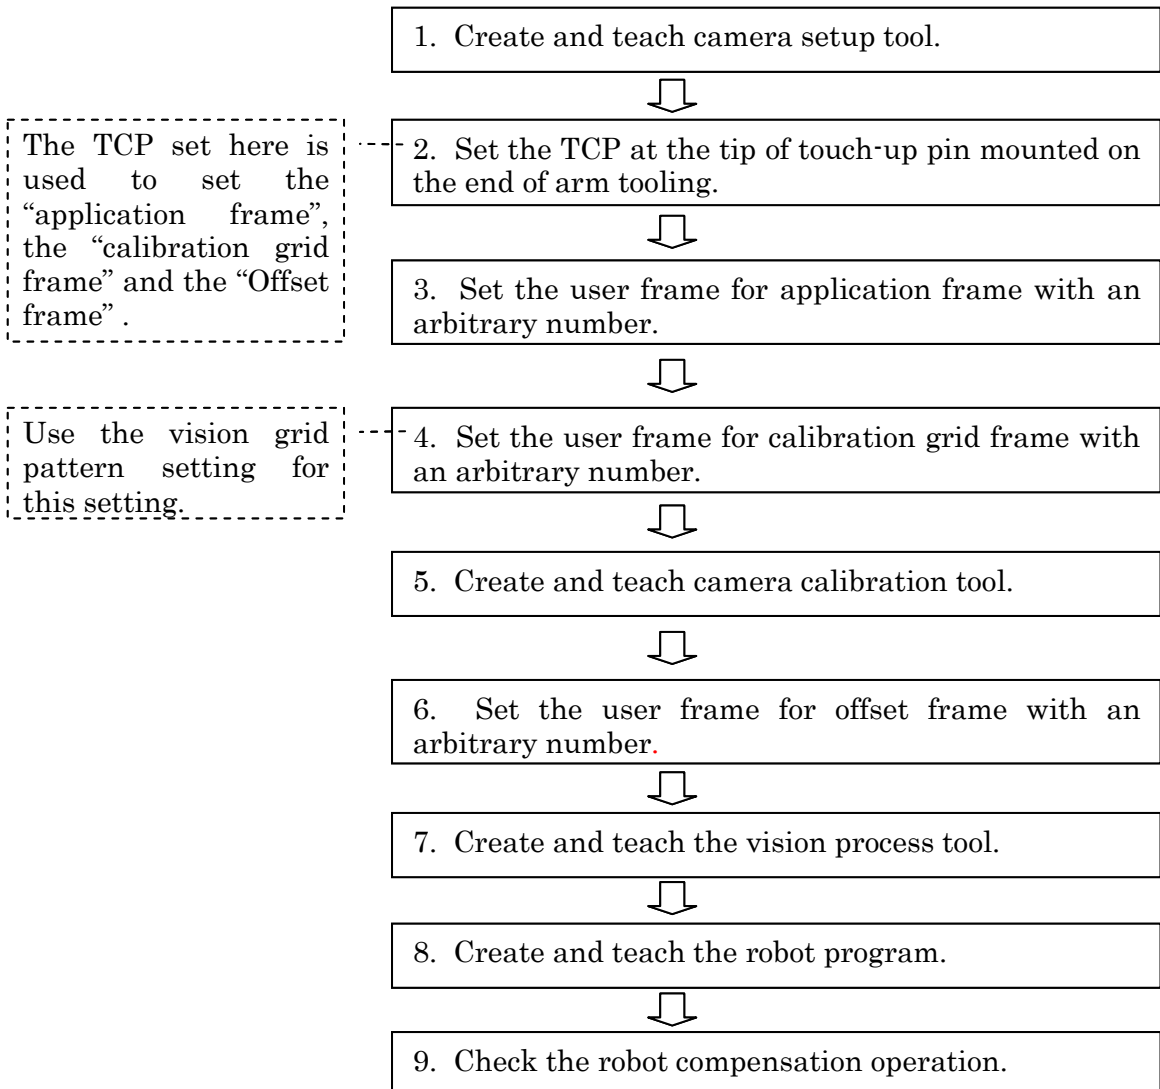 1. Create and teach camera setup tool.
The TCP set here is
used to set the
“application frame”,
the “calibration grid
frame” and the “Offset
frame” .
2. Set the TCP at the tip of touch-up pin mounted on
the end of arm tooling.
3. Set the user frame for application frame with an
arbitrary number.
Use the vision grid
pattern setting for
this setting.
4. Set the user frame for calibration grid frame with
an arbitrary number.
5. Create and teach camera calibration tool.
6. Set the user frame for offset frame with an
arbitrary number.
7. Create and teach the vision process tool.
8. Create and teach the robot program.
9. Check the robot compensation operation.